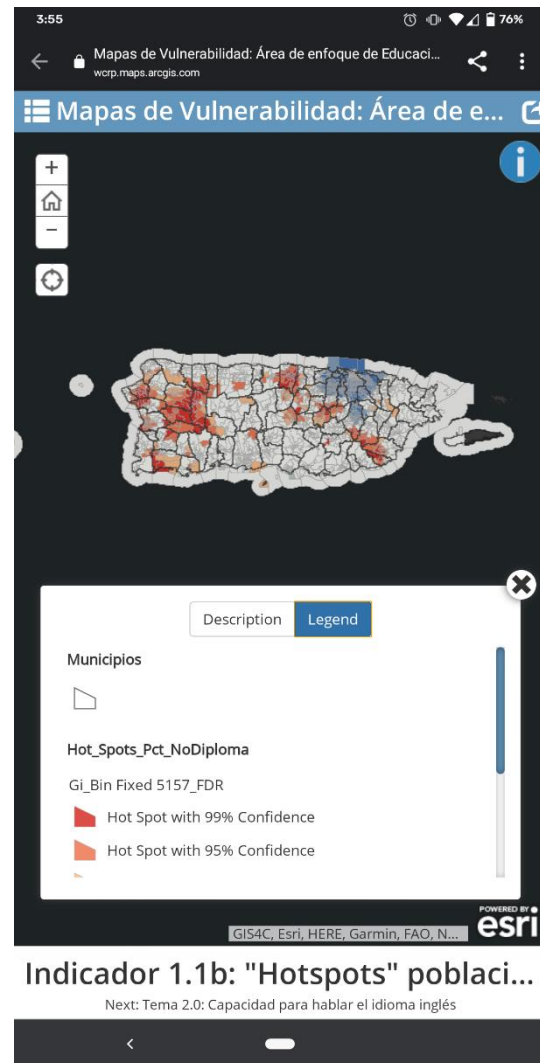 3:55
76%
Mapas de Vulnerabilidad: Área de enfoque de Educaci...
wcrp.maps.arcgis.com
Mapas de Vulnerabilidad: Área de e...
i
+
−
Description Legend
Municipios
Hot_Spots_Pct_NoDiploma
Gi_Bin Fixed 5157_FDR
Hot Spot with 99% Confidence
Hot Spot with 95% Confidence
POWERED BY
esri
GIS4C, Esri, HERE, Garmin, FAO, N...
Indicador 1.1b: "Hotspots" poblaci...
Next: Tema 2.0: Capacidad para hablar el idioma inglés